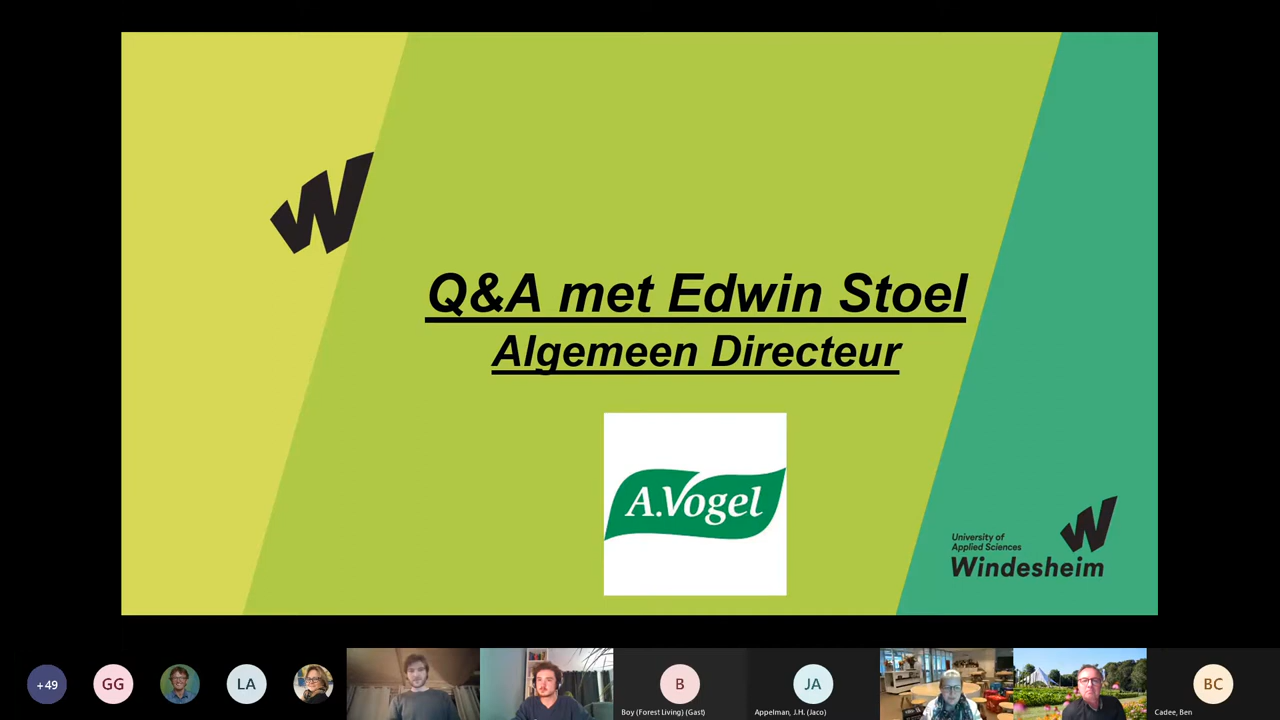 Q&A met Edwin Stoel
Algemeen Directeur
A.Vogel
University of
Applied Sciences
Windesheim
+49
GG
LA
B
Boy (Forest Living) (Gast)
JA
Appelman, J.H. (Jaco)
BC
Cadee, Ben